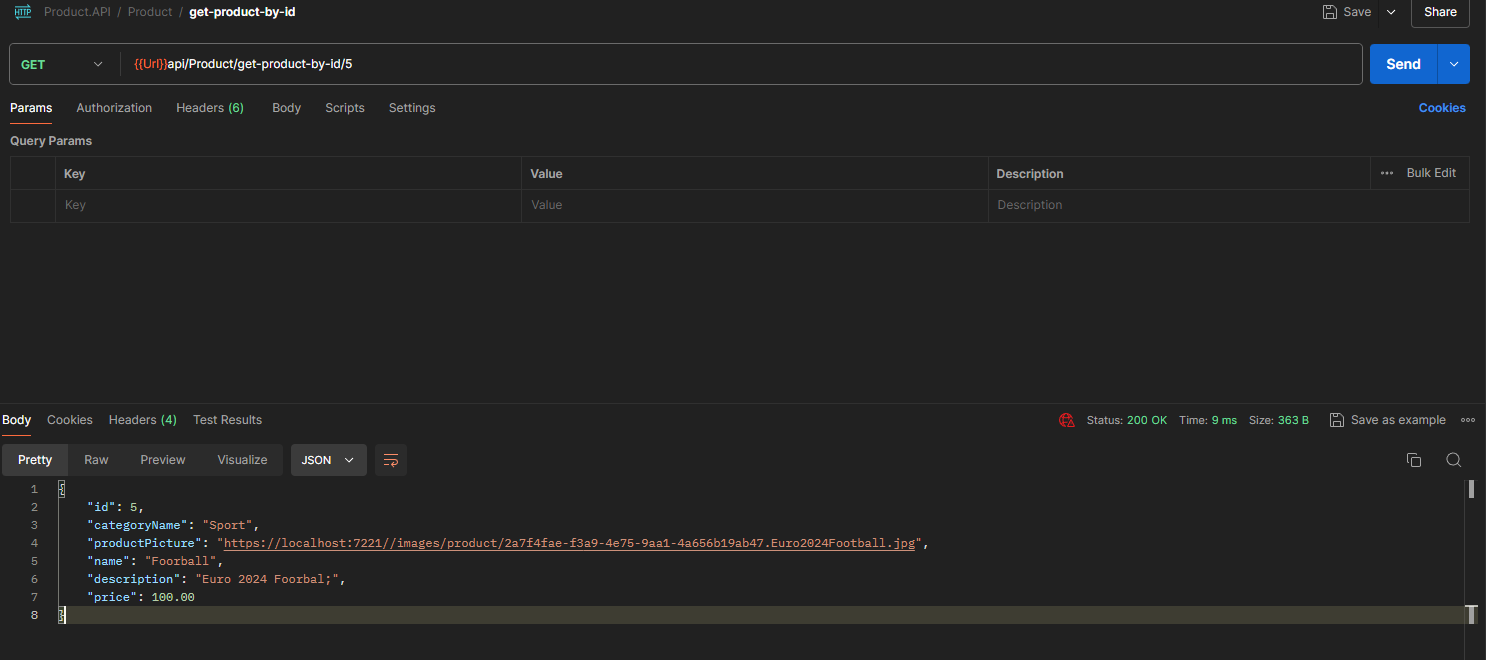 HTTP Product.API / Product / get-product-by-id Save Share
GET {{Url}}api/Product/get-product-by-id/5 Send
Params Authorization Headers (6) Body Scripts Settings Cookies
Query Params
Key Value Description ••• Bulk Edit
Key Value Description
Body Cookies Headers (4) Test Results Status: 200 OK Time: 9 ms Size: 363 B Save as example
Pretty Raw Preview Visualize JSON
1 {
2 "id": 5,
3 "categoryName": "Sport",
4 "productPicture": "https://localhost:7221//images/product/2a7f4fae-f3a9-4e75-9aa1-4a656b19ab47.Euro2024Football.jpg",
5 "name": "Foorball",
6 "description": "Euro 2024 Foorbal;",
7 "price": 100.00
8 }